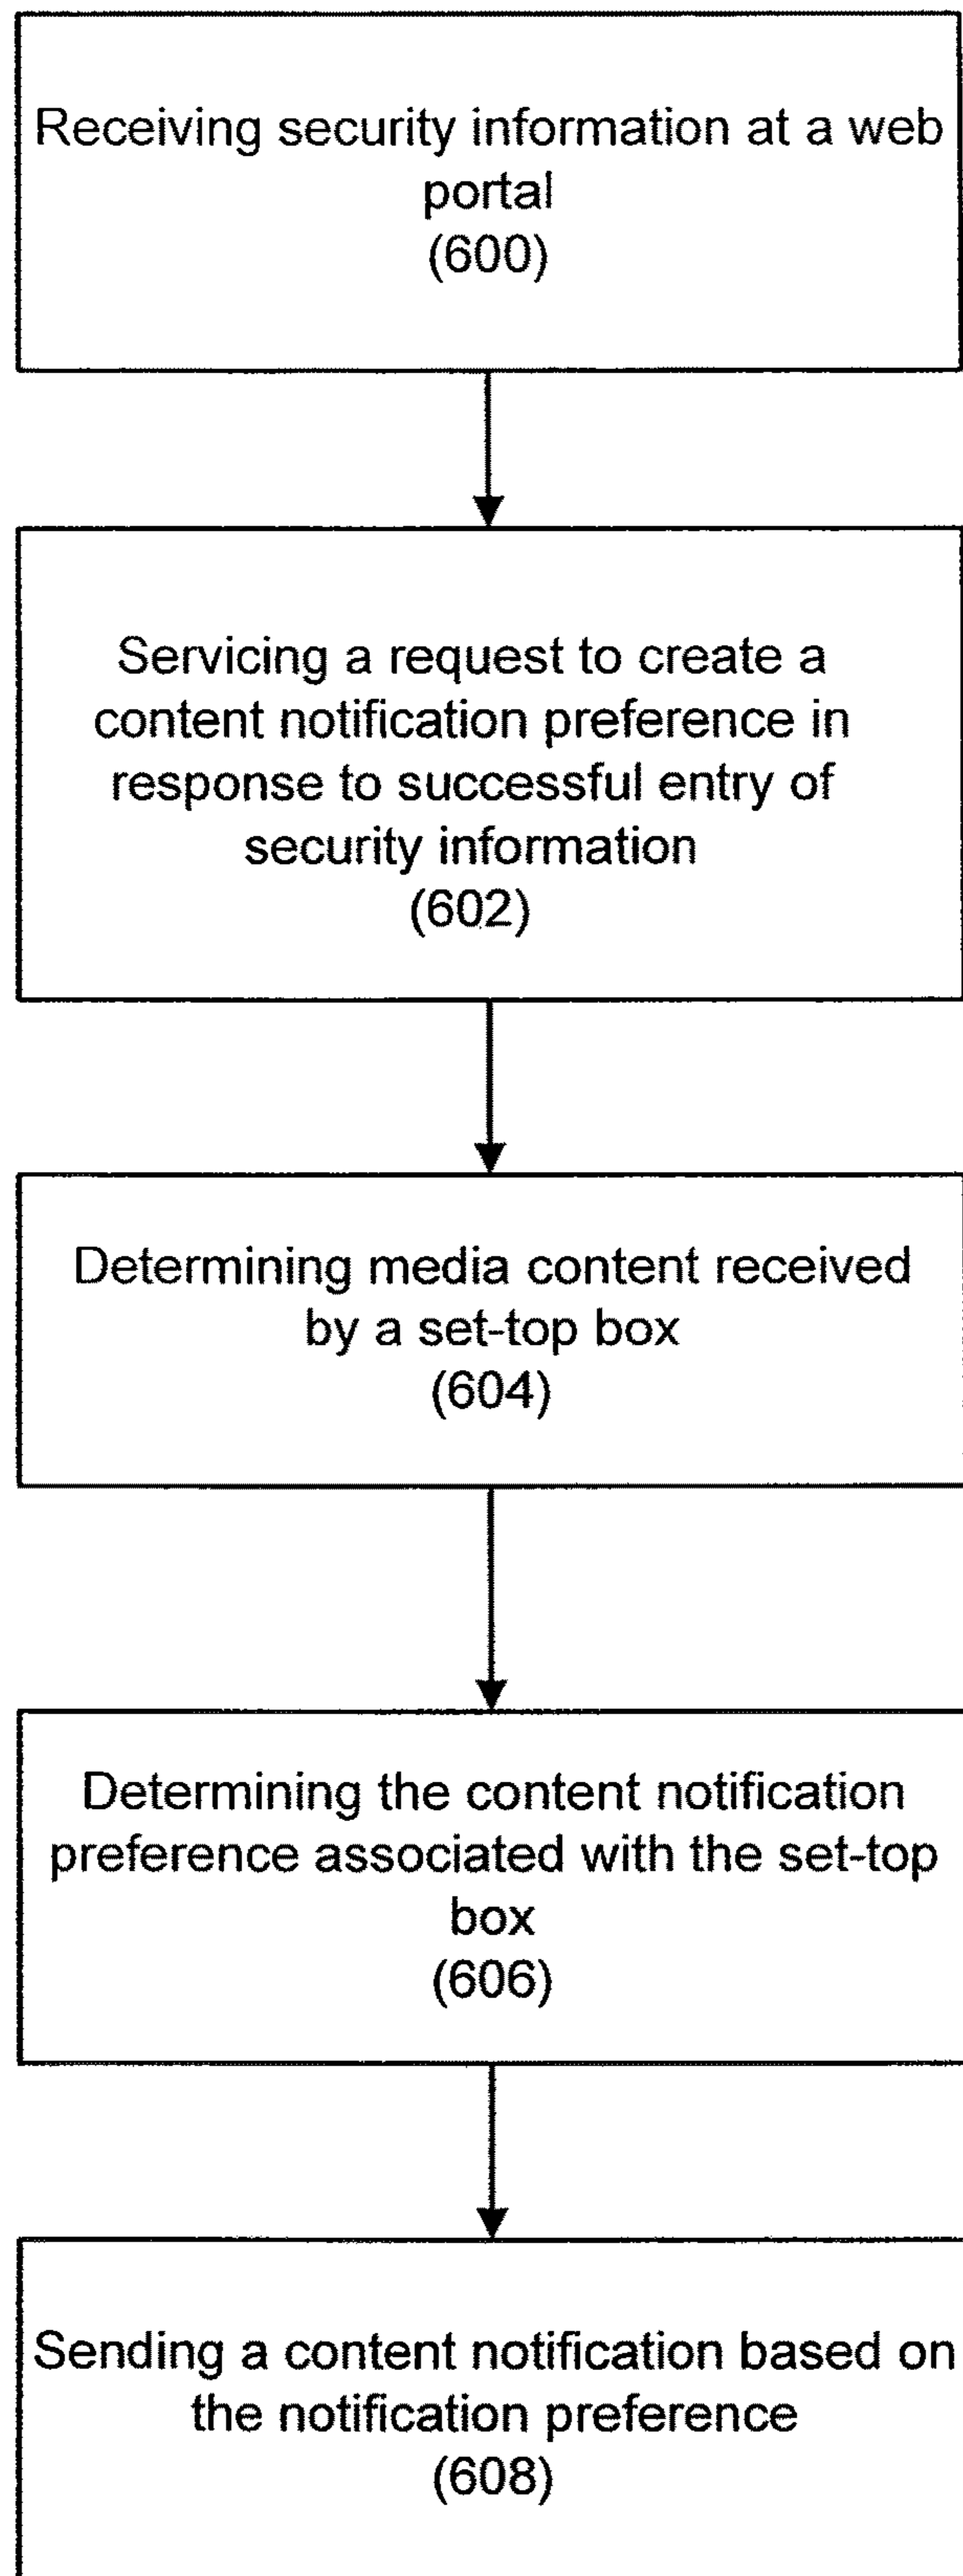 Receiving security information at a web
portal
(600)
Servicing a request to create a
content notification preference in
response to successful entry of
security information
(602)
Determining media content received
by a set-top box
(604)
Determining the content notification
preference associated with the set-top
box
(606)
Sending a content notification based on
the notification preference
(608)